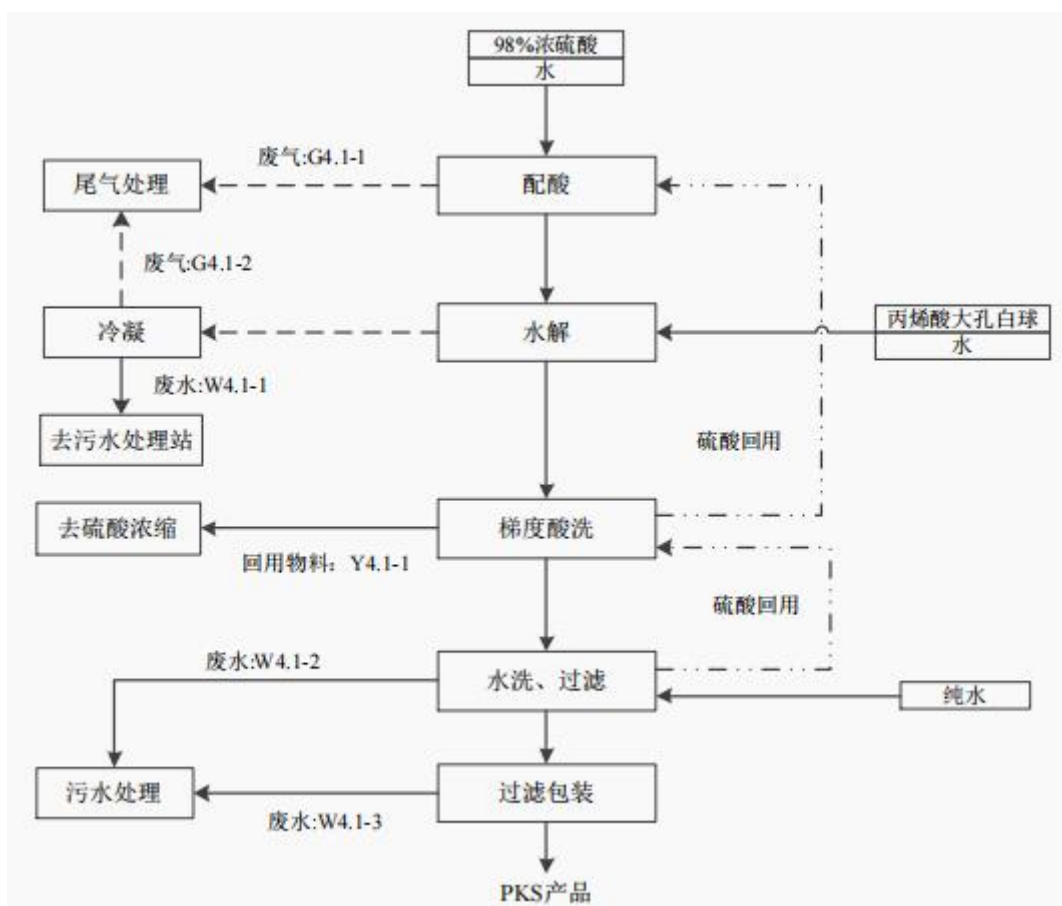 98%浓硫酸
水
废气:G4.1-1
尾气处理
配酸
废气:G4.1-2
冷凝
水解
丙烯酸大孔白球
水
废水:W4.1-1
去污水处理站
硫酸回用
去硫酸浓缩
梯度酸洗
回用物料：Y4.1-1
硫酸回用
废水:W4.1-2
水洗、过滤
纯水
污水处理
过滤包装
废水:W4.1-3
PKS产品